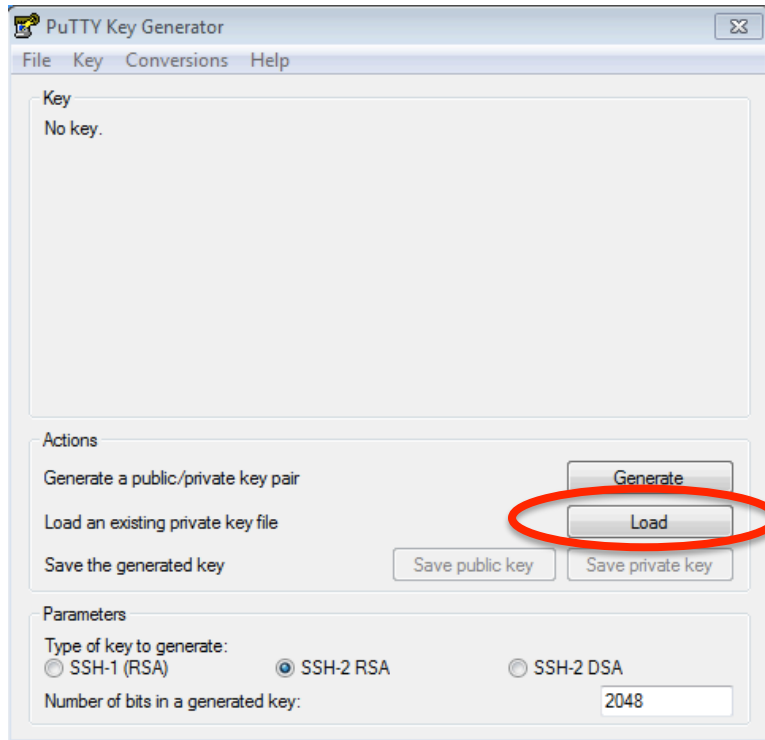 PuTTY Key Generator
File Key Conversions Help
Key
No key.
Actions
Generate a public/private key pair Generate
Load an existing private key file Load
Save the generated key Save public key Save private key
Parameters
Type of key to generate:
SSH-1 (RSA) SSH-2 RSA SSH-2 DSA
Number of bits in a generated key: 2048